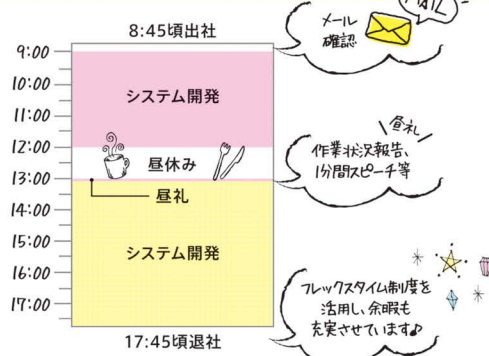 8:45頃出社
MAIL
メール
確認
9:00
10:00
システム開発
11:00
12:00
昼休み
13:00
昼礼
昼礼
作業状況報告、
1分間スピーチ等
14:00
15:00
システム開発
16:00
17:00
フレックスタイム制度を
活用し、余暇も
充実させています♪
17:45頃退社